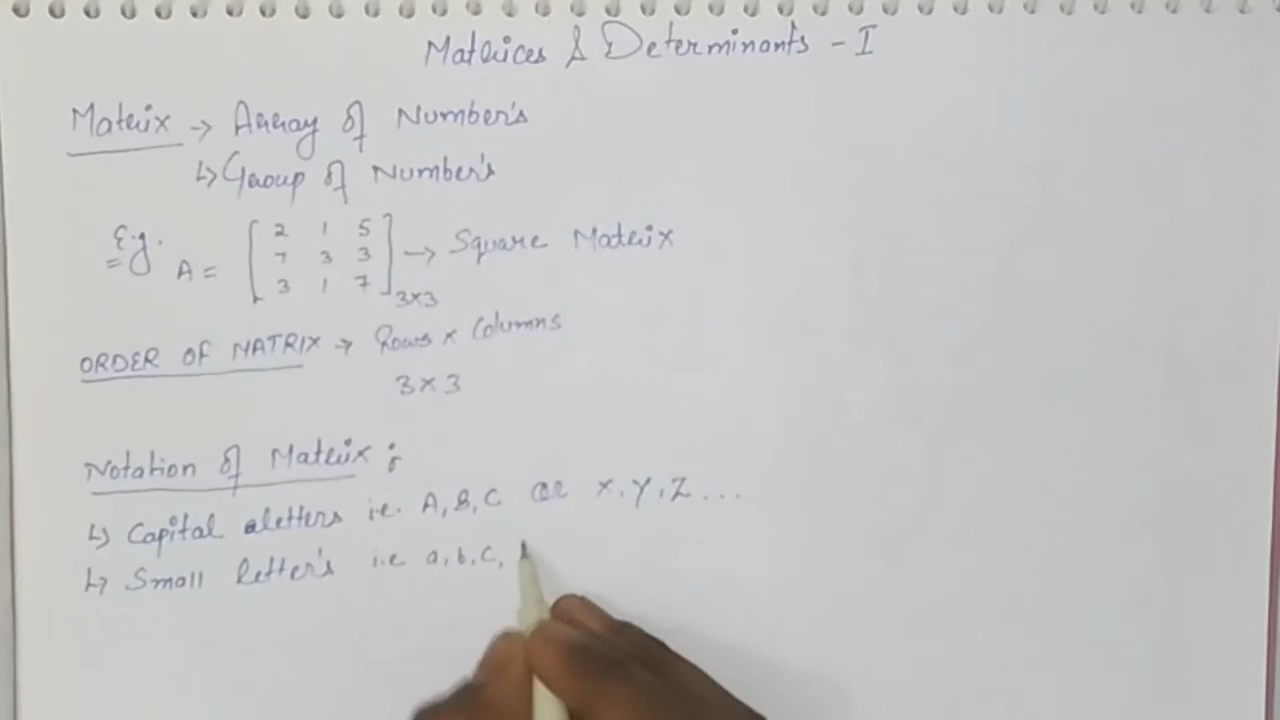 Matrices & Determinants - I
Matrix → Array of Number's
↳ Group of Number's
E.g. A = [ 2 1 5
7 3 3
3 1 7 ]3×3 → Square Matrix
ORDER OF MATRIX → Rows × Columns
3 × 3
Notation of Matrix :
↳ Capital letters i.e. A, B, C or X, Y, Z ...
↳ Small letter's i.e a, b, c,